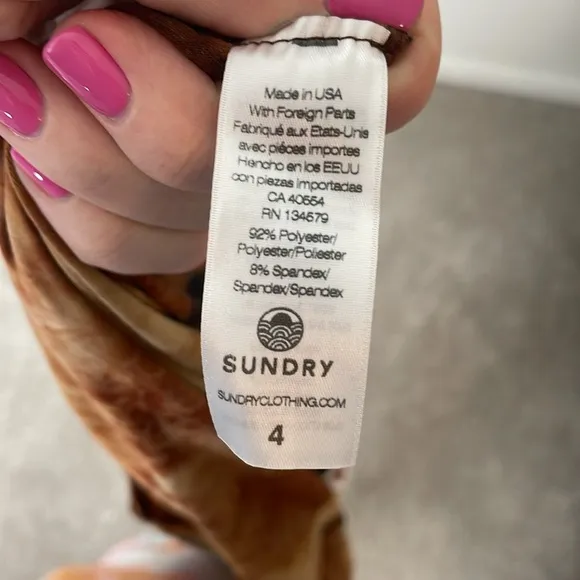 Made in USA
With Foreign Parts
Fabriqué aux Etats-Unis
avec pièces importes
Hencho en los EEUU
con piezas importadas
CA 40554
RN 134579
92% Polyester/
Polyester/Poliester
8% Spandex/
Spandex/Spandex
SUNDRY
SUNDRYCLOTHING.COM
4